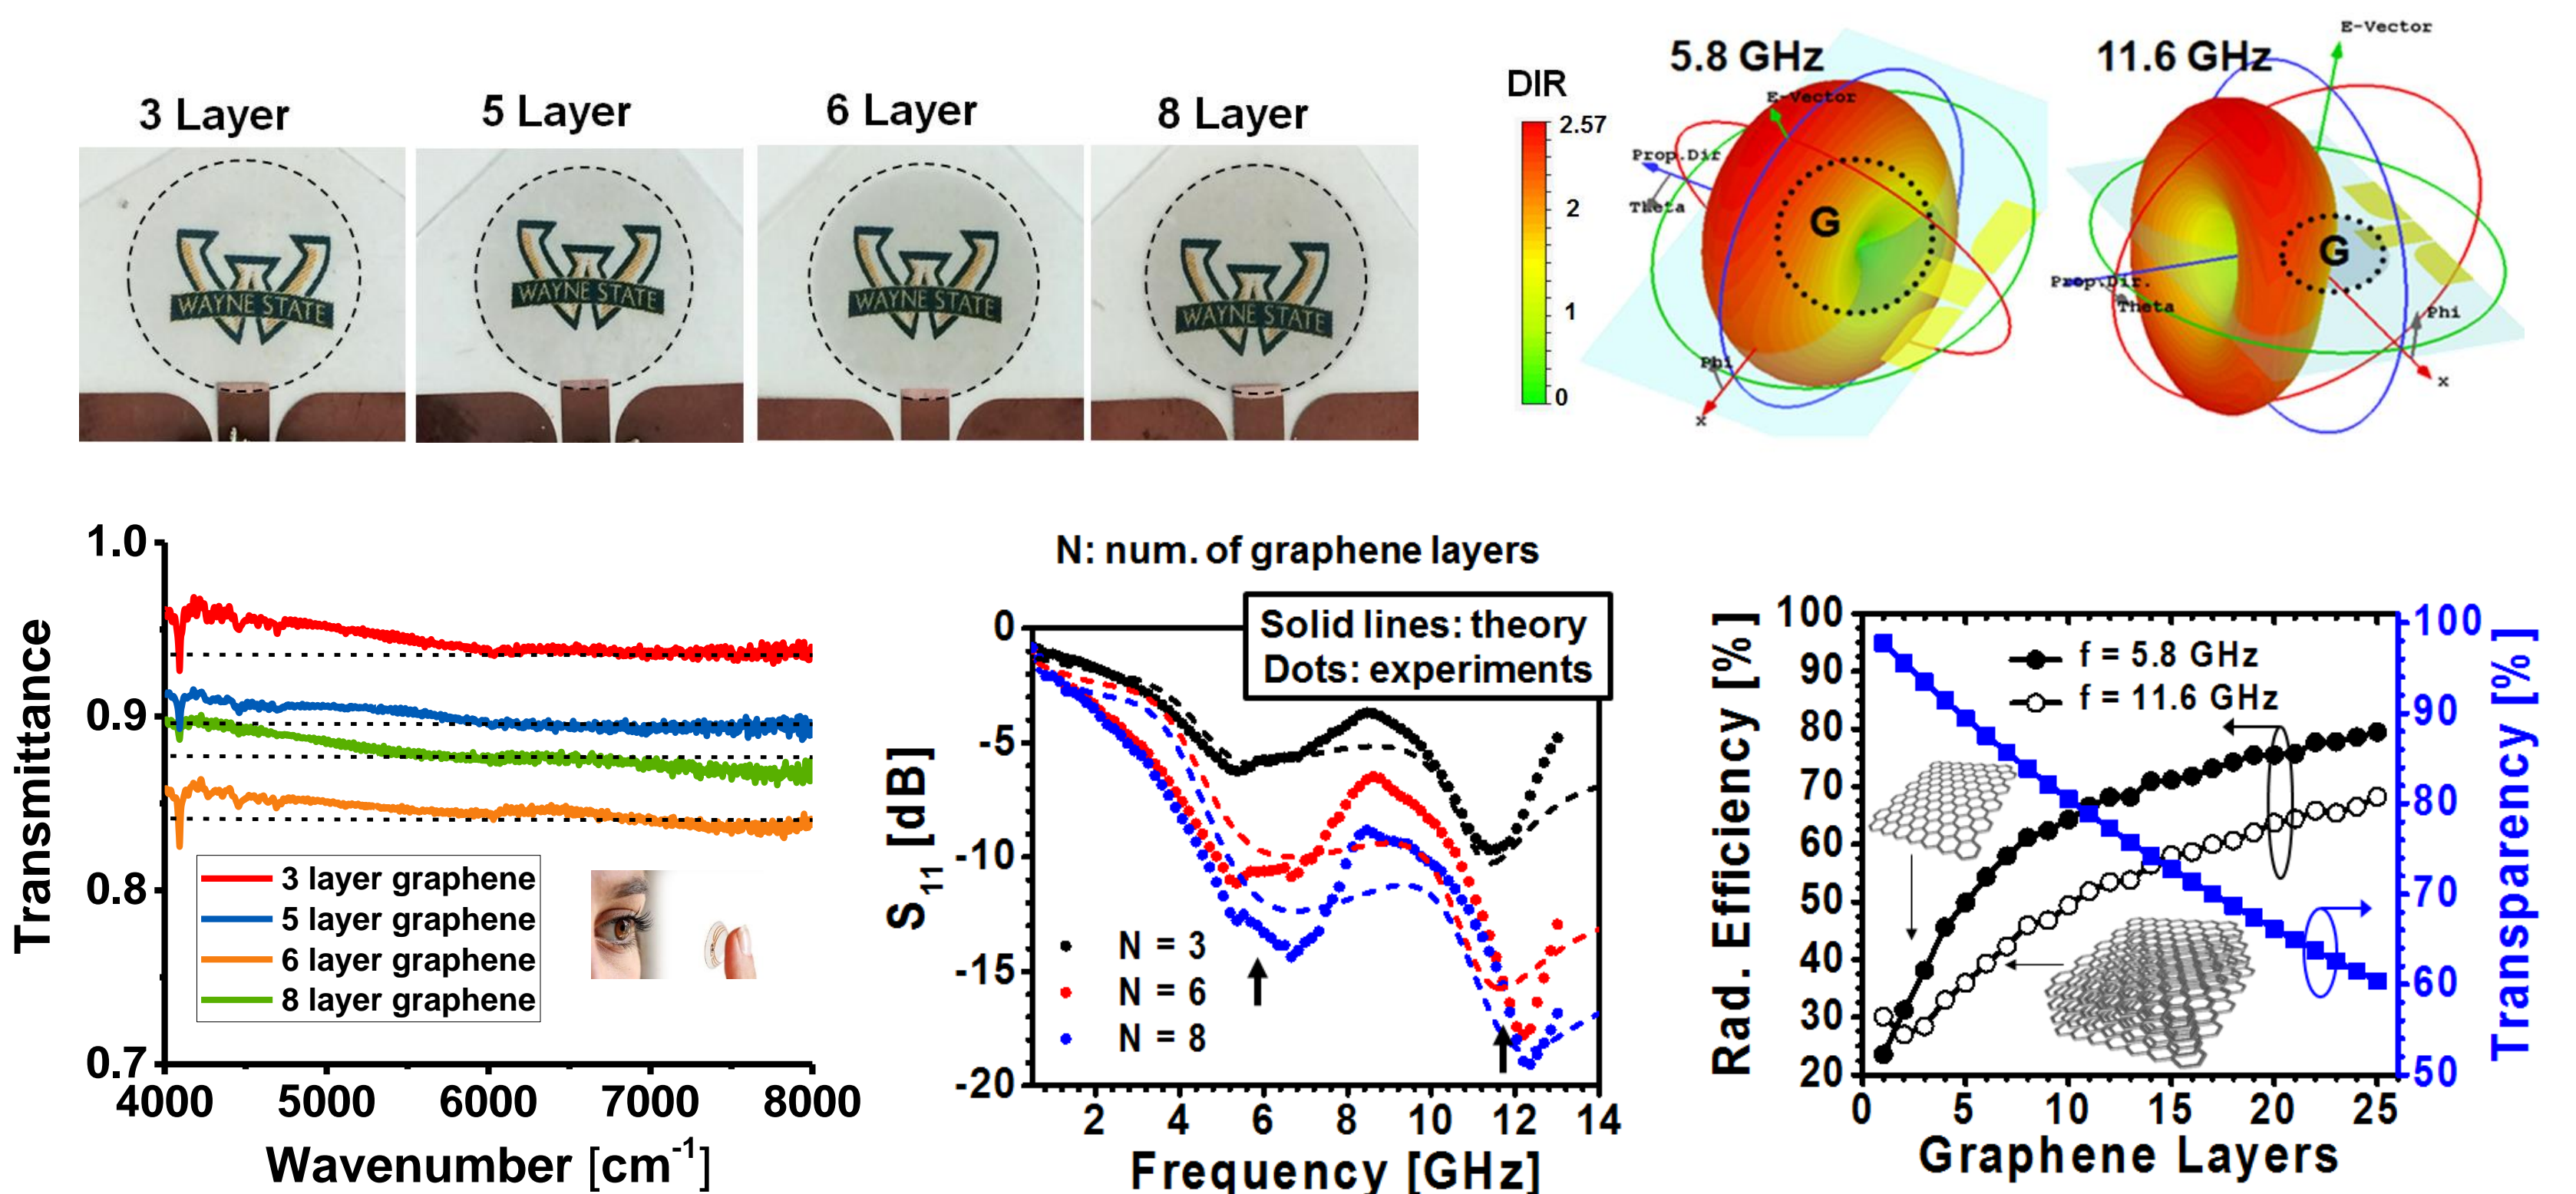 3 Layer
5 Layer
6 Layer
8 Layer
WAYNE STATE
WAYNE STATE
WAYNE STATE
WAYNE STATE
DIR
2.57
2
1
0
5.8 GHz
E-Vector
Prop.Dir
Theta
Phi
x
G
11.6 GHz
E-Vector
Prop.Dir.
Theta
Phi
x
G
Transmittance
1.0
0.9
0.8
0.7
3 layer graphene
5 layer graphene
6 layer graphene
8 layer graphene
4000 5000 6000 7000 8000
Wavenumber [cm-1]
N: num. of graphene layers
Solid lines: theory
Dots: experiments
S11 [dB]
0
-5
-10
-15
-20
N = 3
N = 6
N = 8
2 4 6 8 10 12 14
Frequency [GHz]
Rad. Efficiency [%]
100
90
80
70
60
50
40
30
20
f = 5.8 GHz
f = 11.6 GHz
0 5 10 15 20 25
Graphene Layers
100
90
80
70
60
50
Transparency [%]